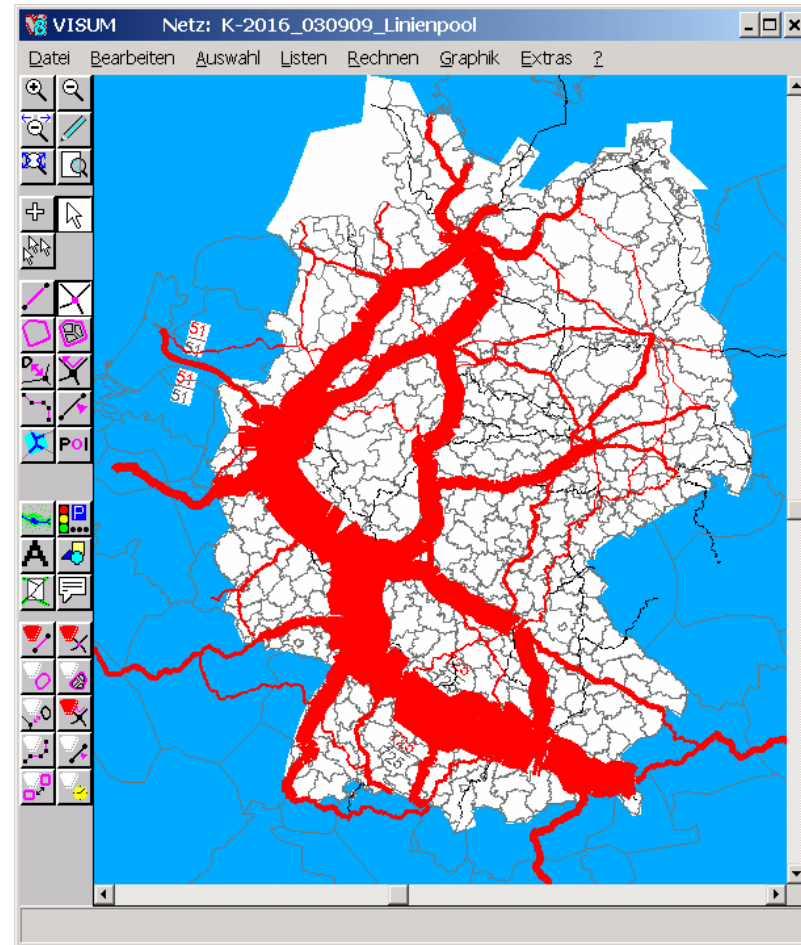 VISUM Netz: K-2016_030909_Linienpool
Datei Bearbeiten Auswahl Listen Rechnen Graphik Extras ?
51
51
51
51
POI
P
A